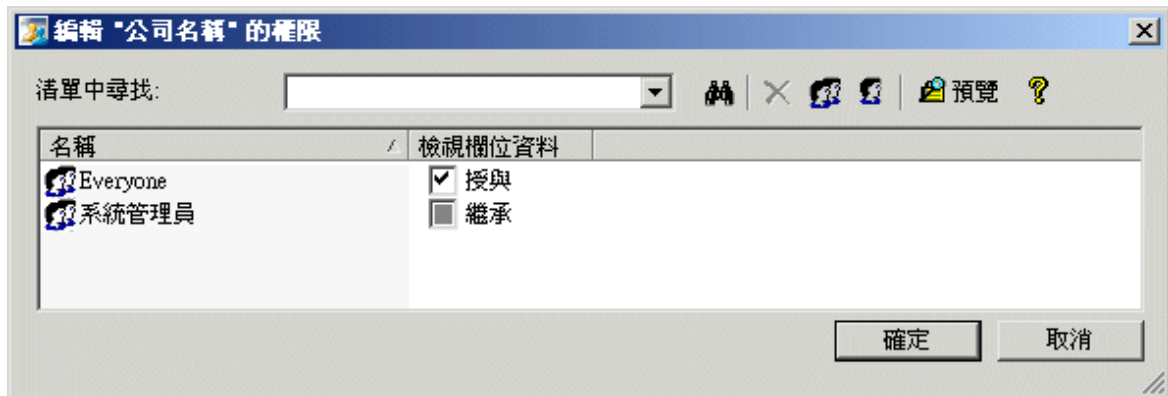 編輯 "公司名稱" 的權限
清單中尋找:
預覽
名稱 檢視欄位資料
Everyone 授與
系統管理員 繼承
確定 取消